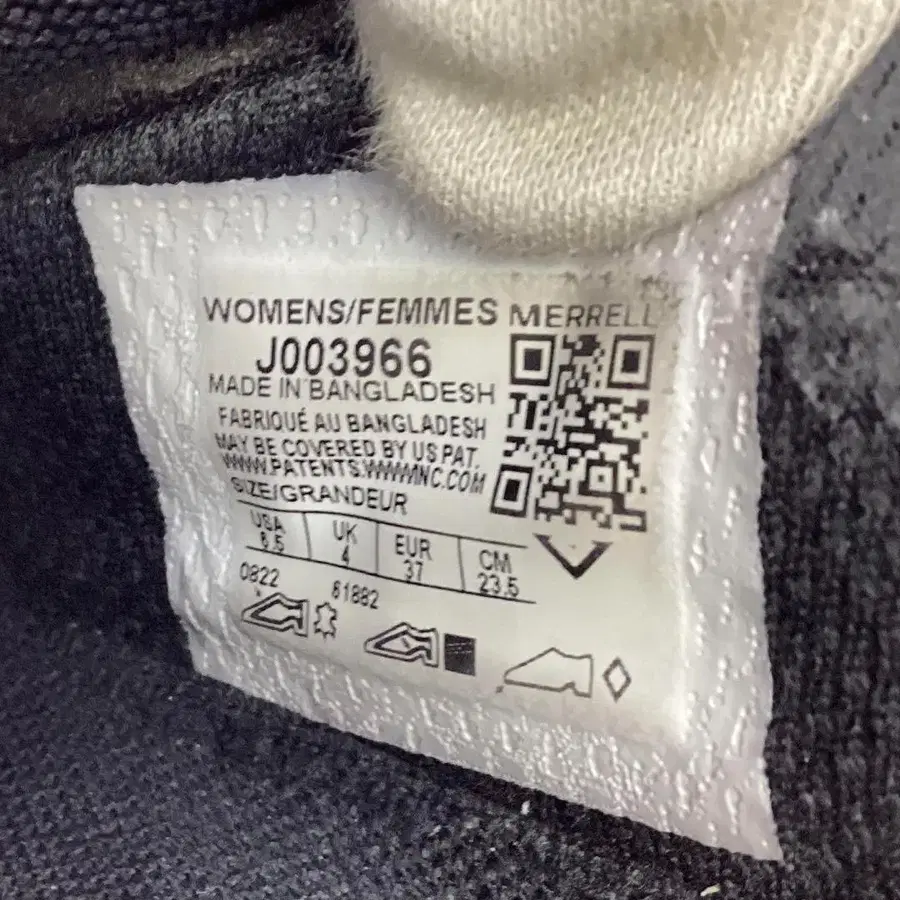 WOMENS/FEMMES MERRELL
J003966
MADE IN BANGLADESH
FABRIQUÉ AU BANGLADESH
MAY BE COVERED BY US PAT.
WWW.PATENTS.WWWINC.COM
SIZE/GRANDEUR
USA UK EUR CM
6.5 4 37 23.5
0822 61882